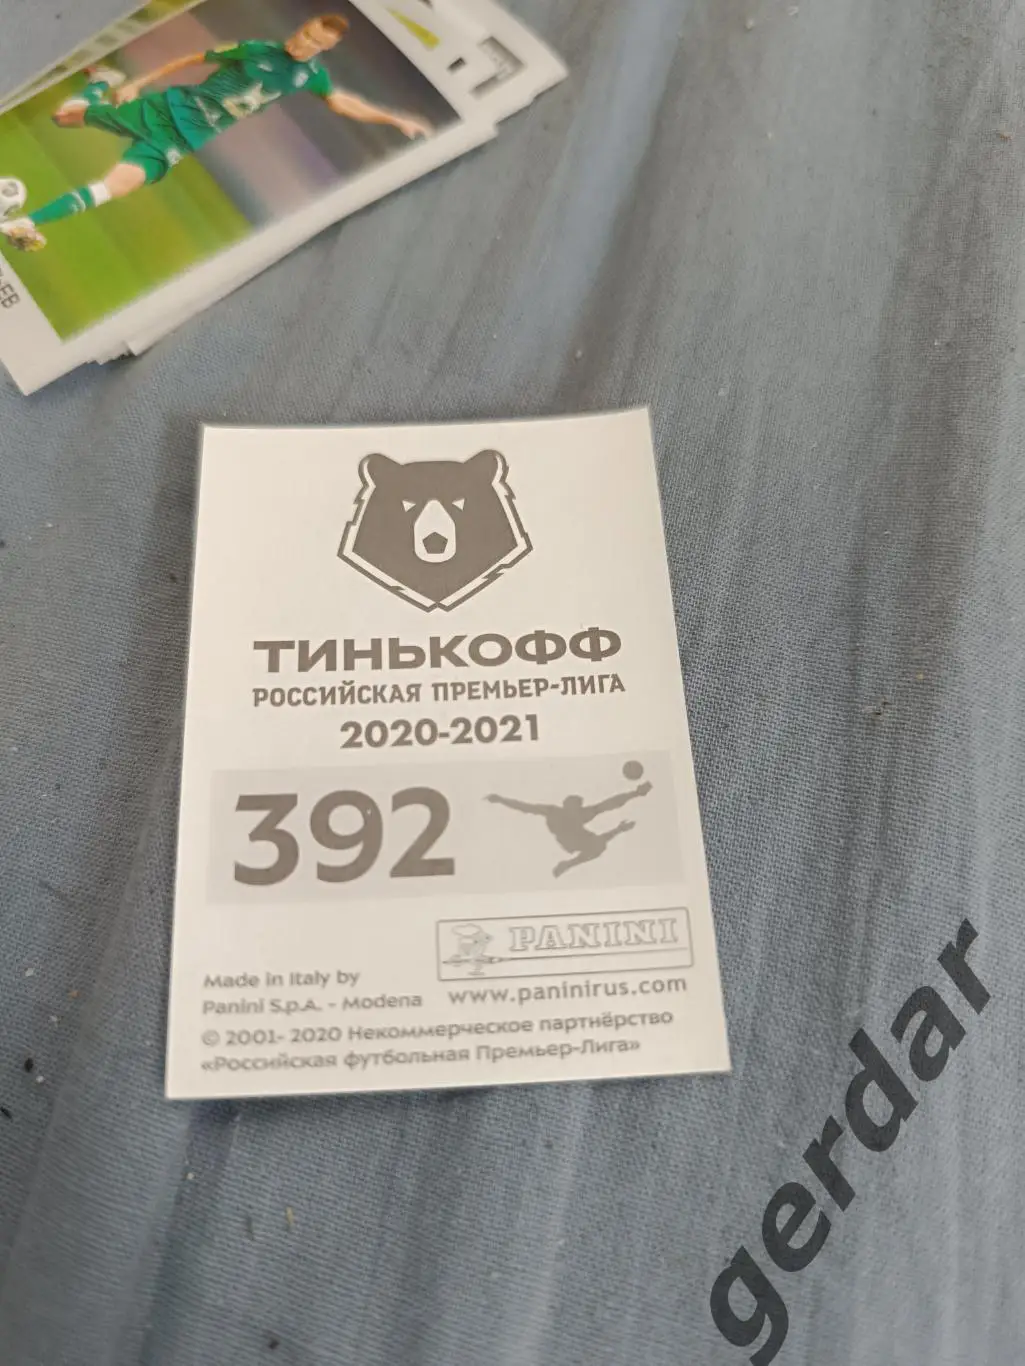 ЕВ
ТИНЬКОФФ
РОССИЙСКАЯ ПРЕМЬЕР-ЛИГА
2020-2021
392
PANINI
Made in Italy by
Panini S.p.A. - Modena
www.paninirus.com
© 2001- 2020 Некоммерческое партнёрство
«Российская футбольная Премьер-Лига»
gerdar